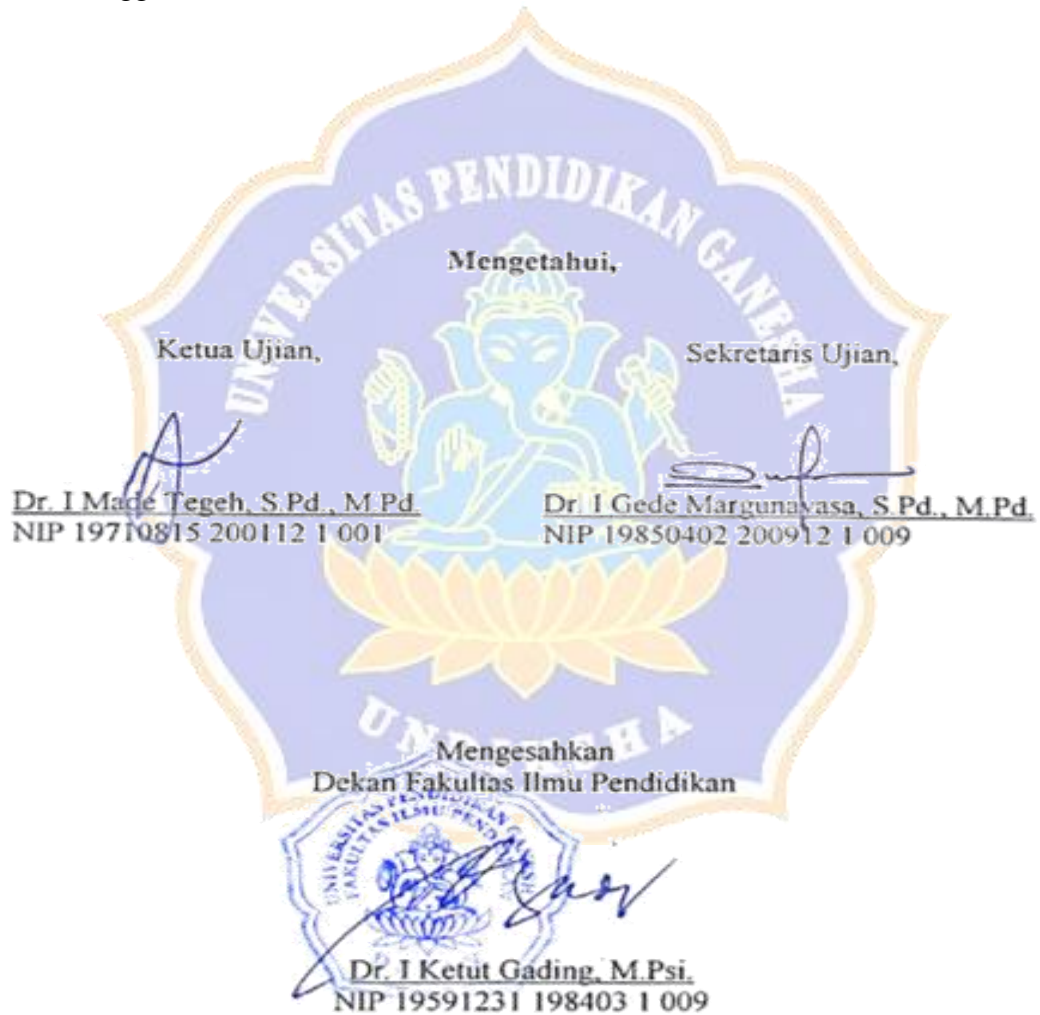 UNIVERSITAS PENDIDIKAN GANESHA
Mengetahui,
Ketua Ujian,
Sekretaris Ujian,
Dr. I Made Tegeh, S.Pd., M.Pd.
NIP 19710815 200112 1 001
Dr. I Gede Margunayasa, S.Pd., M.Pd.
NIP 19850402 200912 1 009
UNDIKSHA
Mengesahkan
Dekan Fakultas Ilmu Pendidikan
Dr. I Ketut Gading, M.Psi.
NIP 19591231 198403 1 009